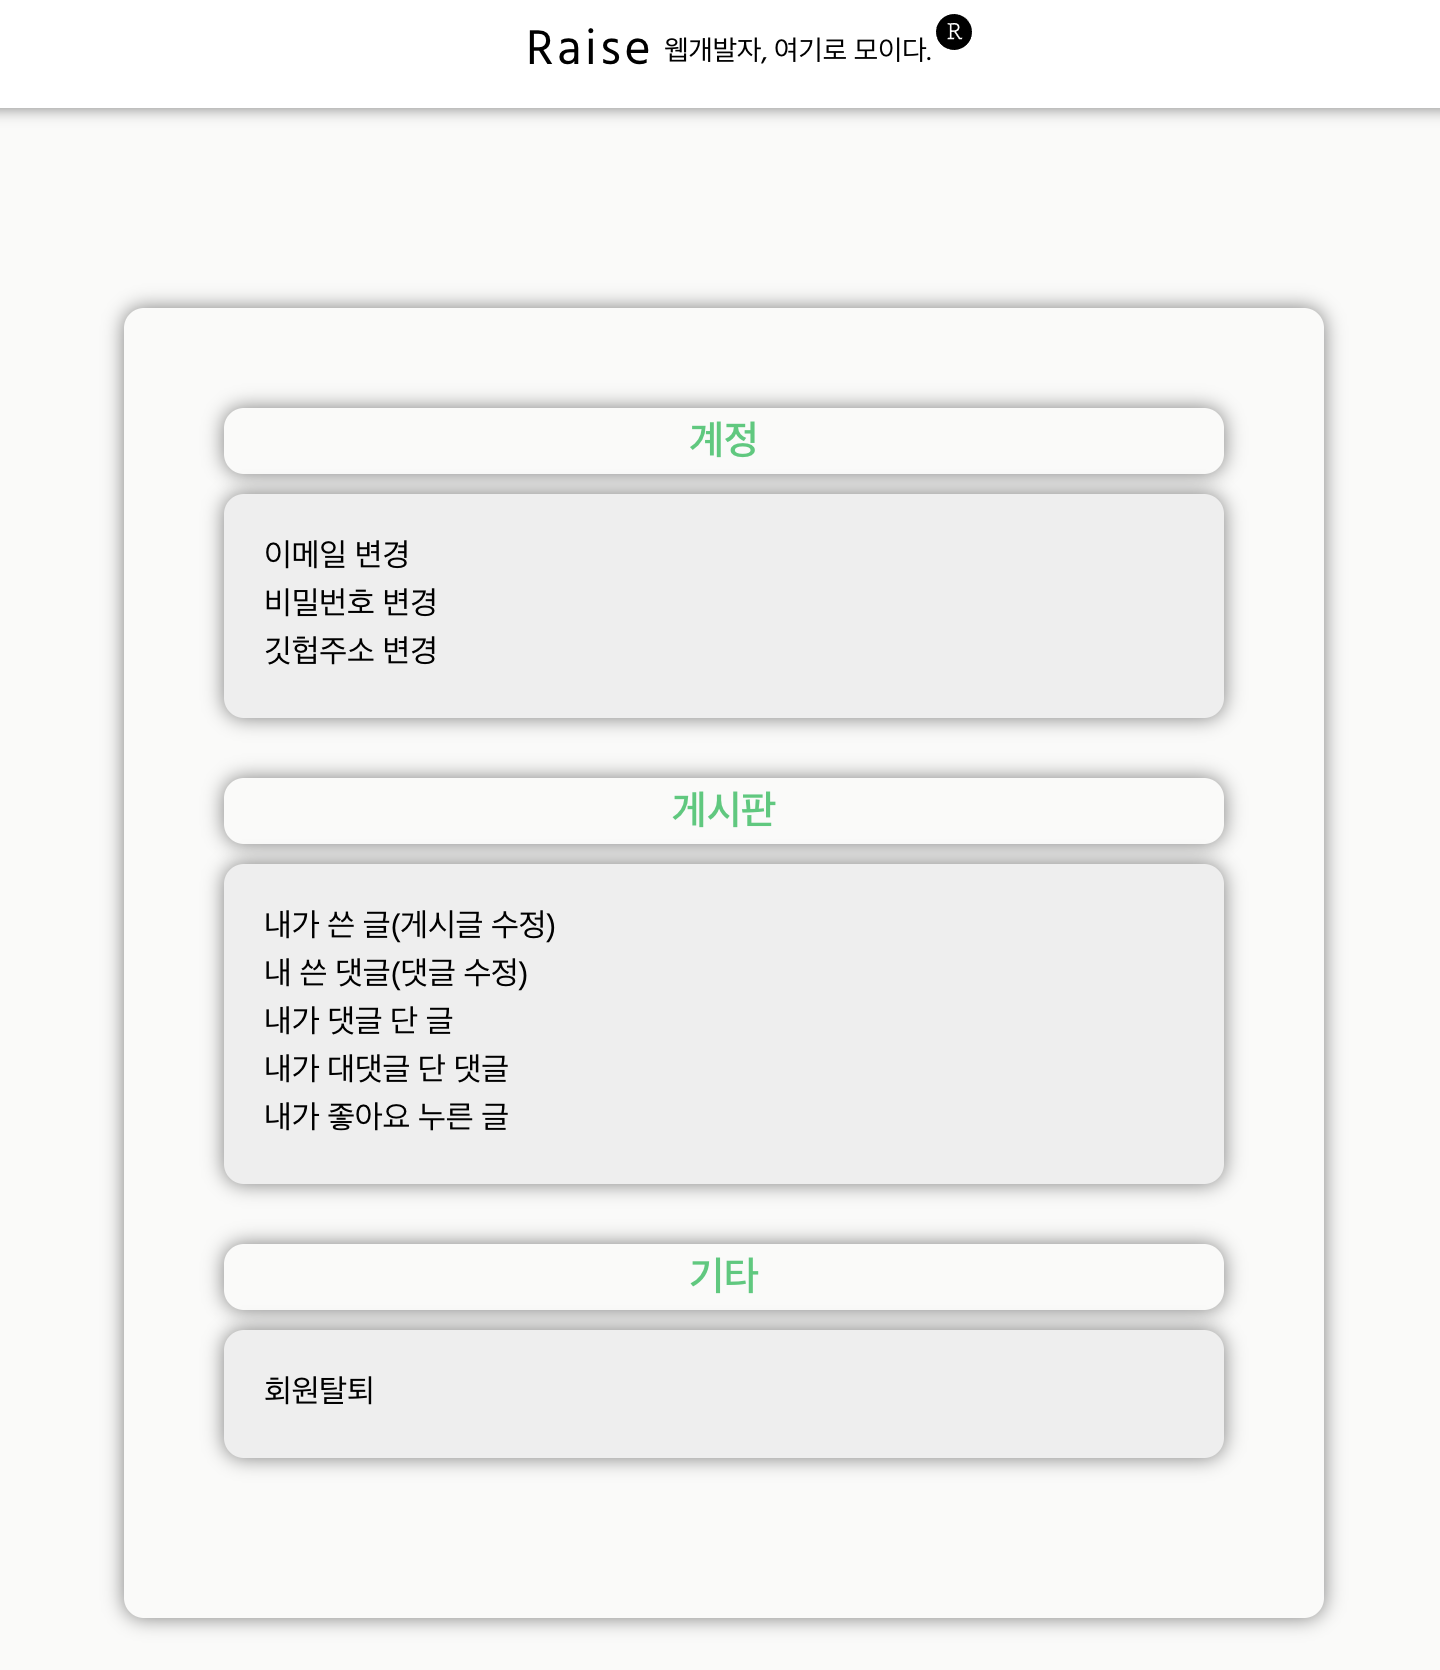 Raise 웹개발자, 여기로 모이다. R
계정
이메일 변경
비밀번호 변경
깃헙주소 변경
게시판
내가 쓴 글(게시글 수정)
내 쓴 댓글(댓글 수정)
내가 댓글 단 글
내가 대댓글 단 댓글
내가 좋아요 누른 글
기타
회원탈퇴